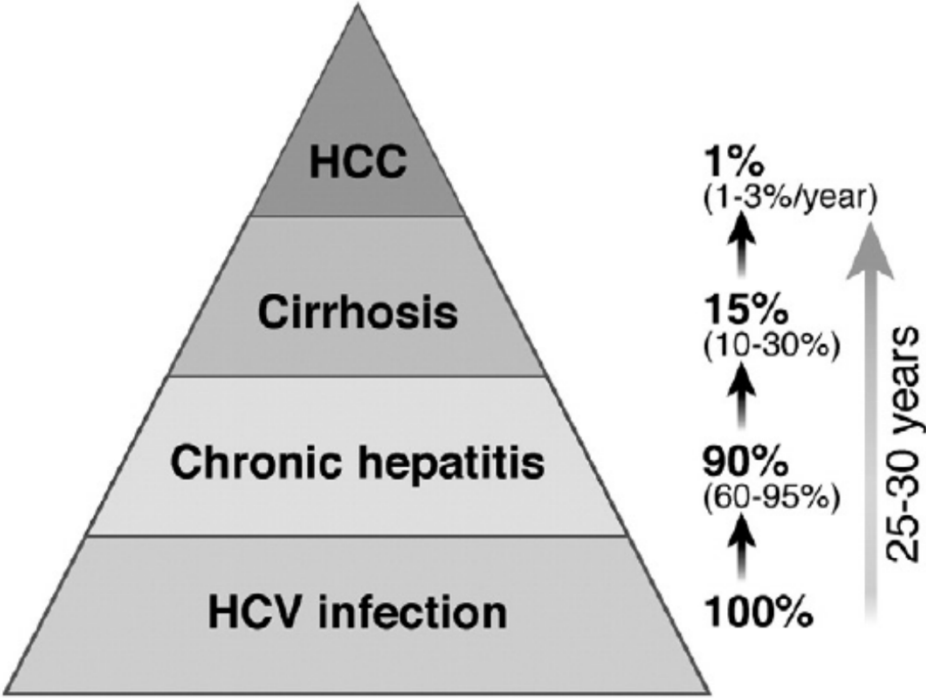 HCC
1%
(1-3%/year)
Cirrhosis
15%
(10-30%)
Chronic hepatitis
90%
(60-95%)
HCV infection
100%
25-30 years